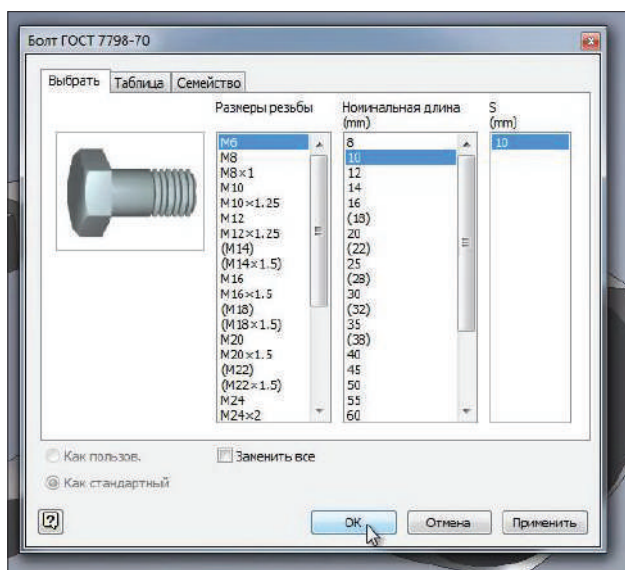 Болт ГОСТ 7798-70
Выбрать Таблица Семейство
Размеры резьбы
M6
M8
M8×1
M10
M10×1.25
M12
M12×1.25
(M14)
(M14×1.5)
M16
M16×1.5
(M18)
(M18×1.5)
M20
M20×1.5
(M22)
(M22×1.5)
M24
M24×2
Номинальная длина
(mm)
8
10
12
14
16
(18)
20
(22)
25
(28)
30
(32)
35
(38)
40
45
50
55
60
S
(mm)
10
Как пользов.
Заменить все
Как стандартный
OK Отмена Применить